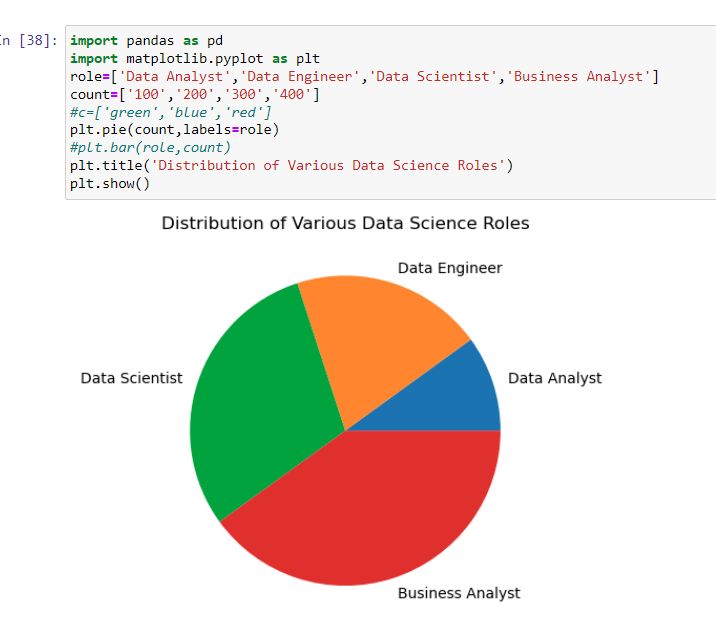 n [38]: import pandas as pd
import matplotlib.pyplot as plt
role=['Data Analyst','Data Engineer','Data Scientist','Business Analyst']
count=['100','200','300','400']
#c=['green','blue','red']
plt.pie(count,labels=role)
#plt.bar(role,count)
plt.title('Distribution of Various Data Science Roles')
plt.show()
Distribution of Various Data Science Roles
Data Engineer
Data Scientist
Data Analyst
Business Analyst